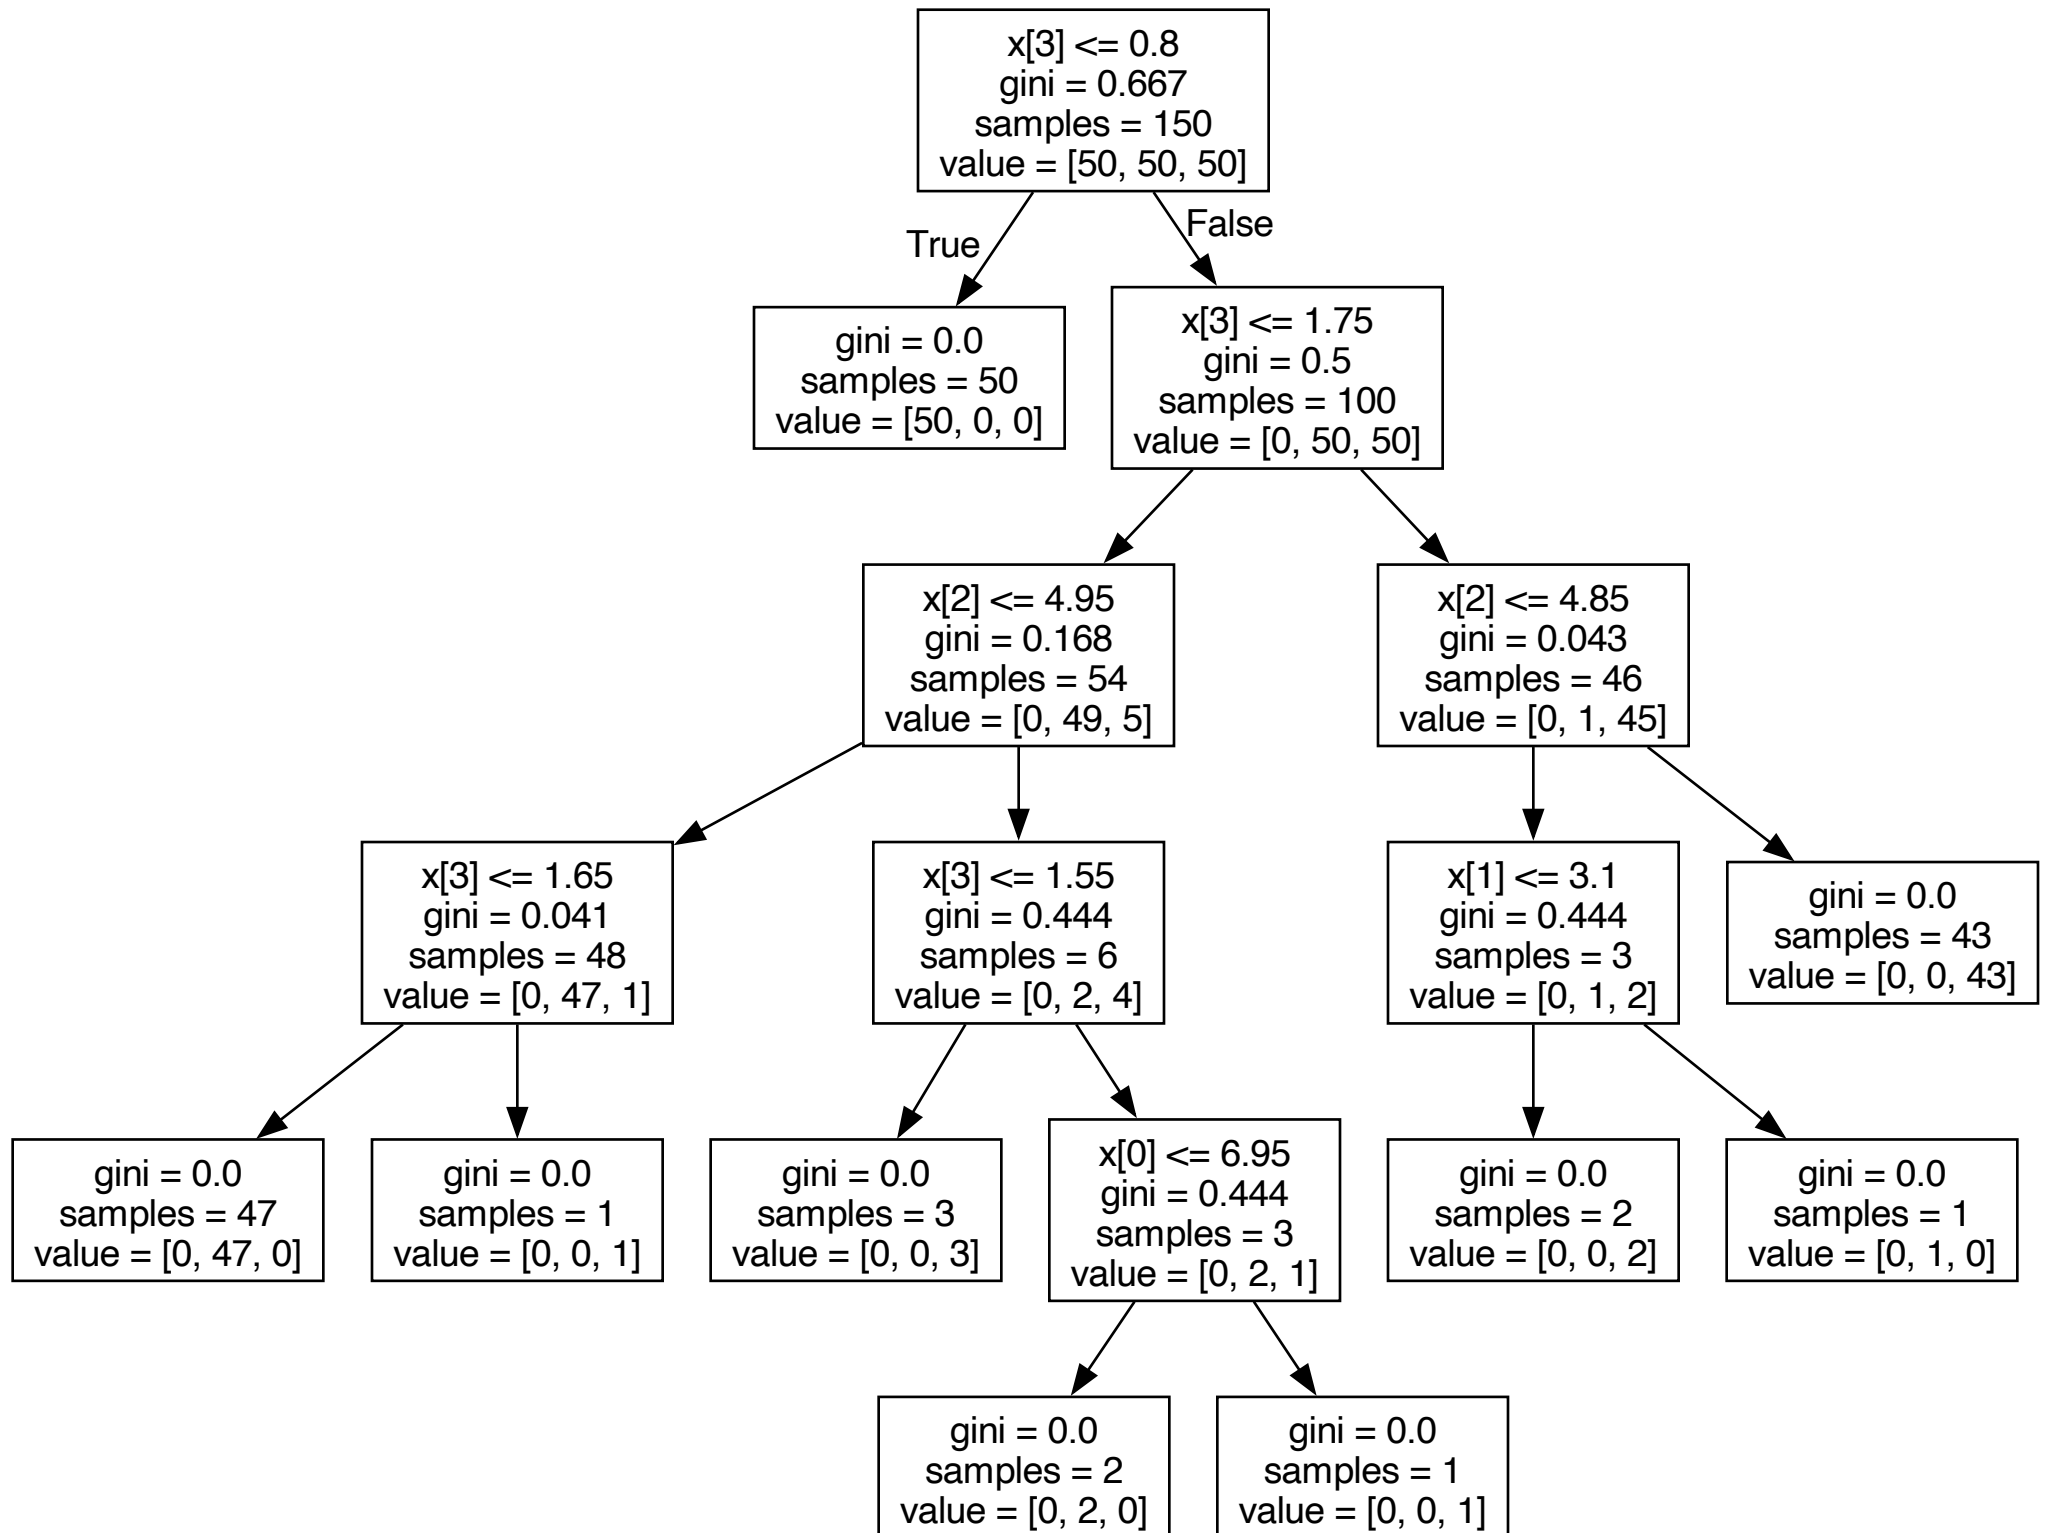 x[3] <= 0.8
gini = 0.667
samples = 150
value = [50, 50, 50]
True
False
gini = 0.0
samples = 50
value = [50, 0, 0]
x[3] <= 1.75
gini = 0.5
samples = 100
value = [0, 50, 50]
x[2] <= 4.95
gini = 0.168
samples = 54
value = [0, 49, 5]
x[2] <= 4.85
gini = 0.043
samples = 46
value = [0, 1, 45]
x[3] <= 1.65
gini = 0.041
samples = 48
value = [0, 47, 1]
x[3] <= 1.55
gini = 0.444
samples = 6
value = [0, 2, 4]
x[1] <= 3.1
gini = 0.444
samples = 3
value = [0, 1, 2]
gini = 0.0
samples = 43
value = [0, 0, 43]
gini = 0.0
samples = 47
value = [0, 47, 0]
gini = 0.0
samples = 1
value = [0, 0, 1]
gini = 0.0
samples = 3
value = [0, 0, 3]
x[0] <= 6.95
gini = 0.444
samples = 3
value = [0, 2, 1]
gini = 0.0
samples = 2
value = [0, 0, 2]
gini = 0.0
samples = 1
value = [0, 1, 0]
gini = 0.0
samples = 2
value = [0, 2, 0]
gini = 0.0
samples = 1
value = [0, 0, 1]